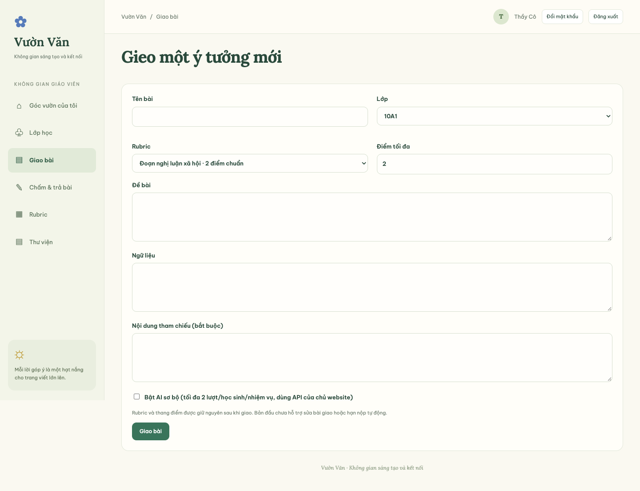 Vườn Văn
Không gian sáng tạo và kết nối
KHÔNG GIAN GIÁO VIÊN
Góc vườn của tôi
Lớp học
Giao bài
Chấm & trả bài
Rubric
Thư viện
Mỗi lời góp ý là một hạt nắng
cho trang viết lớn lên.
Vườn Văn / Giao bài
T Thầy Cô Đổi mật khẩu Đăng xuất
Gieo một ý tưởng mới
Tên bài Lớp
10A1
Rubric Điểm tối đa
Đoạn nghị luận xã hội · 2 điểm chuẩn 2
Đề bài
Ngữ liệu
Nội dung tham chiếu (bắt buộc)
Bật AI sơ bộ (tối đa 2 lượt/học sinh/nhiệm vụ, dùng API của chủ website)
Rubric và thang điểm được giữ nguyên sau khi giao. Bản đầu chưa hỗ trợ sửa bài giao hoặc hạn nộp tự động.
Giao bài
Vườn Văn · Không gian sáng tạo và kết nối